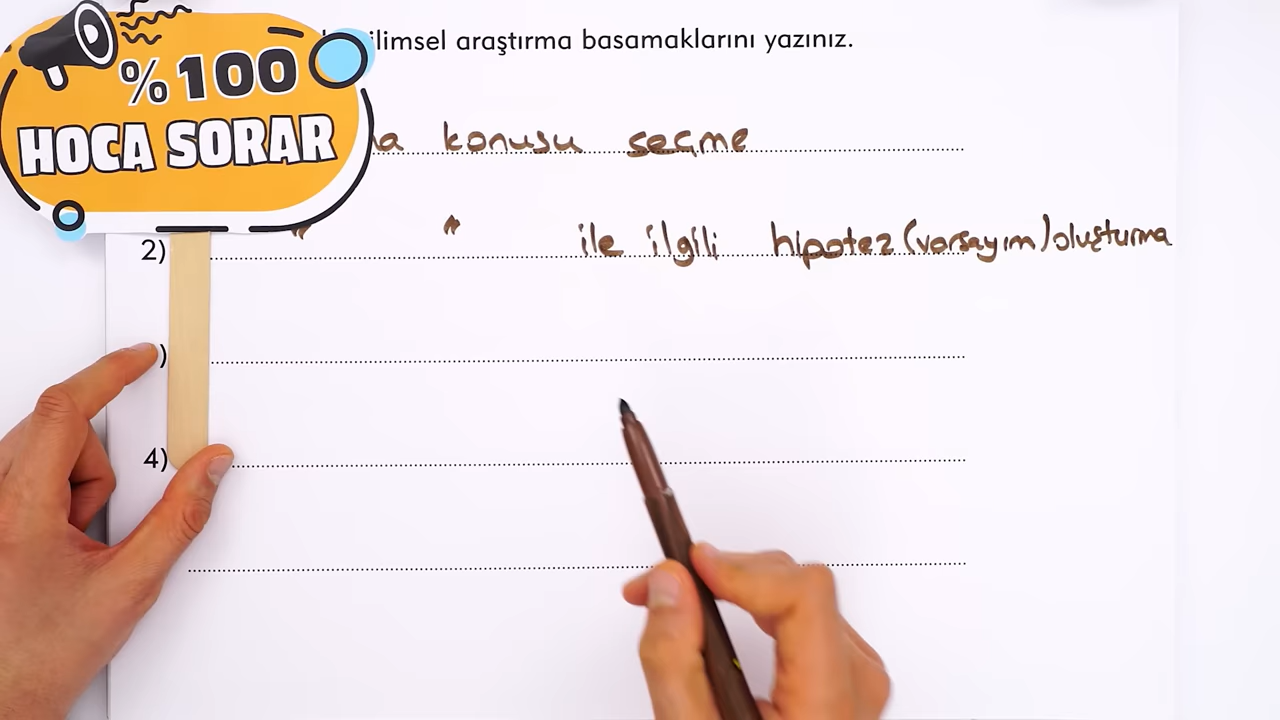 ilimsel araştırma basamaklarını yazınız.
%100
HOCA SORAR
konusu seçme
2) " " ile ilgili hipotez (varsayım) oluşturma
)
4)